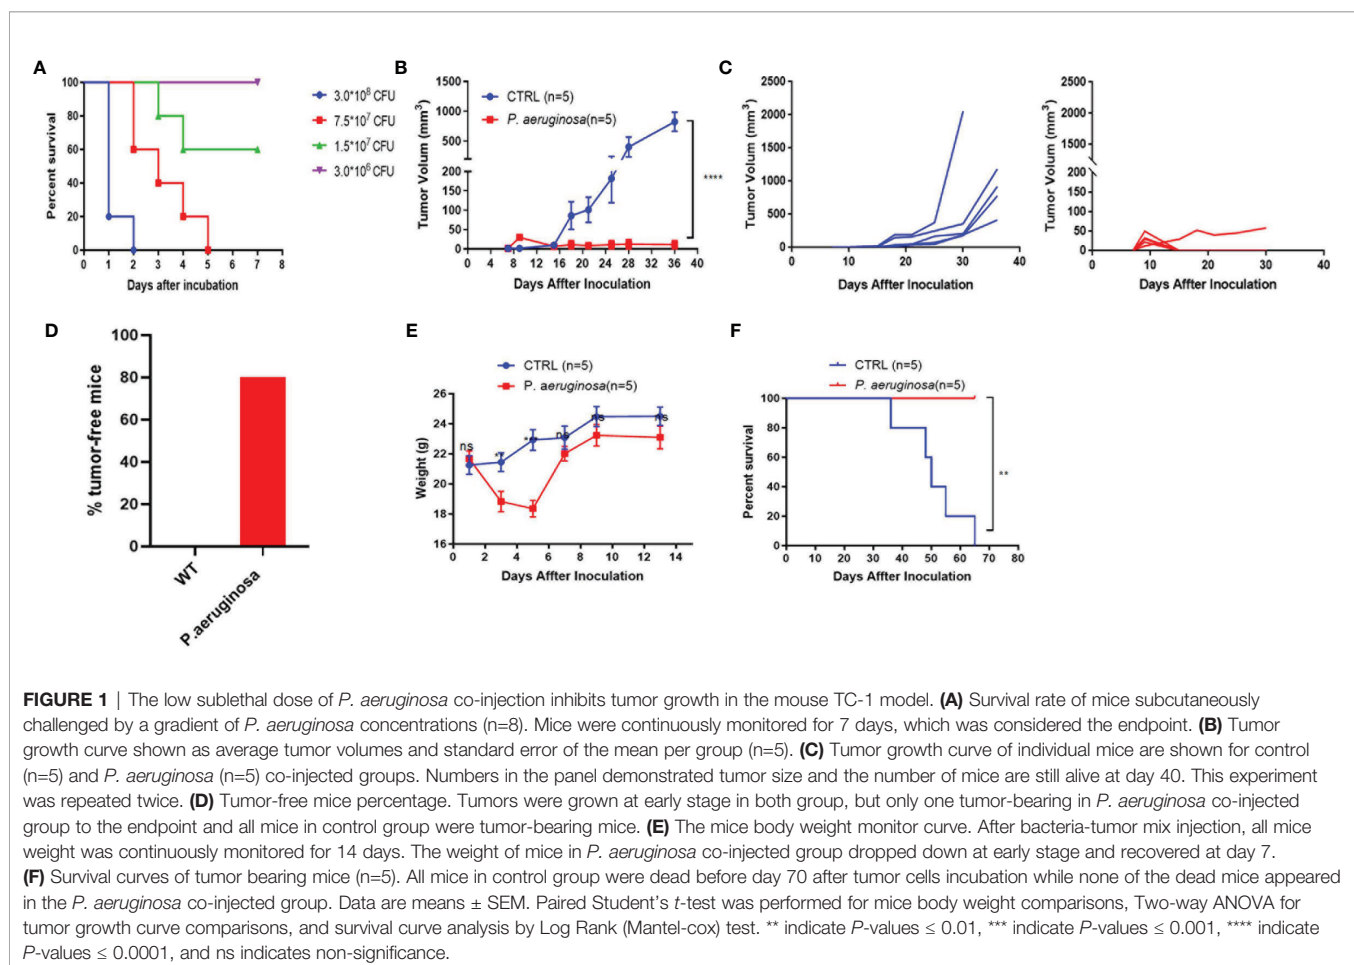 A
Percent survival
100
80
60
40
20
0
0 1 2 3 4 5 6 7 8
Days after incubation
3.0*10⁸ CFU
7.5*10⁷ CFU
1.5*10⁷ CFU
3.0*10⁶ CFU
B
Tumor Volum (mm³)
1500
1000
500
200
150
100
50
0
0 4 8 12 16 20 24 28 32 36 40
Days Affter Inoculation
CTRL (n=5)
P. aeruginosa(n=5)
****
C
Tumor Volum (mm³)
2500
2000
1500
1000
500
0
0 10 20 30 40
Days Affter Inoculation
Tumor Volum (mm³)
2500
2000
200
150
100
50
0
0 10 20 30 40
Days Affter Inoculation
D
% tumor-free mice
100
80
60
40
20
0
WT
P.aeruginosa
E
CTRL (n=5)
P. aeruginosa(n=5)
Weight (g)
26
24
22
20
18
16
ns
ns
ns
ns
0 2 4 6 8 10 12 14
Days Affter Inoculation
F
CTRL (n=5)
P. aeruginosa(n=5)
Percent survival
100
80
60
40
20
0
0 10 20 30 40 50 60 70 80
Days Affter Inoculation
**
FIGURE 1 | The low sublethal dose of P. aeruginosa co-injection inhibits tumor growth in the mouse TC-1 model. (A) Survival rate of mice subcutaneously
challenged by a gradient of P. aeruginosa concentrations (n=8). Mice were continuously monitored for 7 days, which was considered the endpoint. (B) Tumor
growth curve shown as average tumor volumes and standard error of the mean per group (n=5). (C) Tumor growth curve of individual mice are shown for control
(n=5) and P. aeruginosa (n=5) co-injected groups. Numbers in the panel demonstrated tumor size and the number of mice are still alive at day 40. This experiment
was repeated twice. (D) Tumor-free mice percentage. Tumors were grown at early stage in both group, but only one tumor-bearing in P. aeruginosa co-injected
group to the endpoint and all mice in control group were tumor-bearing mice. (E) The mice body weight monitor curve. After bacteria-tumor mix injection, all mice
weight was continuously monitored for 14 days. The weight of mice in P. aeruginosa co-injected group dropped down at early stage and recovered at day 7.
(F) Survival curves of tumor bearing mice (n=5). All mice in control group were dead before day 70 after tumor cells incubation while none of the dead mice appeared
in the P. aeruginosa co-injected group. Data are means ± SEM. Paired Student's t-test was performed for mice body weight comparisons, Two-way ANOVA for
tumor growth curve comparisons, and survival curve analysis by Log Rank (Mantel-cox) test. ** indicate P-values ≤ 0.01, *** indicate P-values ≤ 0.001, **** indicate
P-values ≤ 0.0001, and ns indicates non-significance.